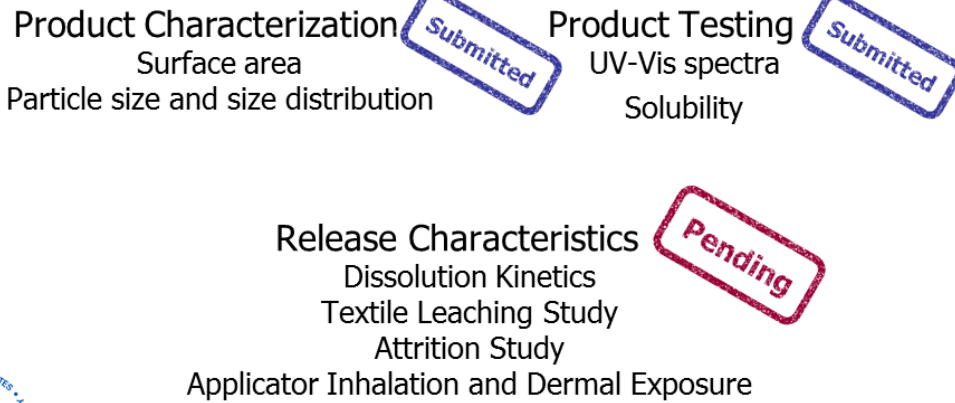 Product Characterization
Submitted
Surface area
Particle size and size distribution
Product Testing
Submitted
UV-Vis spectra
Solubility
Release Characteristics
Pending
Dissolution Kinetics
Textile Leaching Study
Attrition Study
Applicator Inhalation and Dermal Exposure